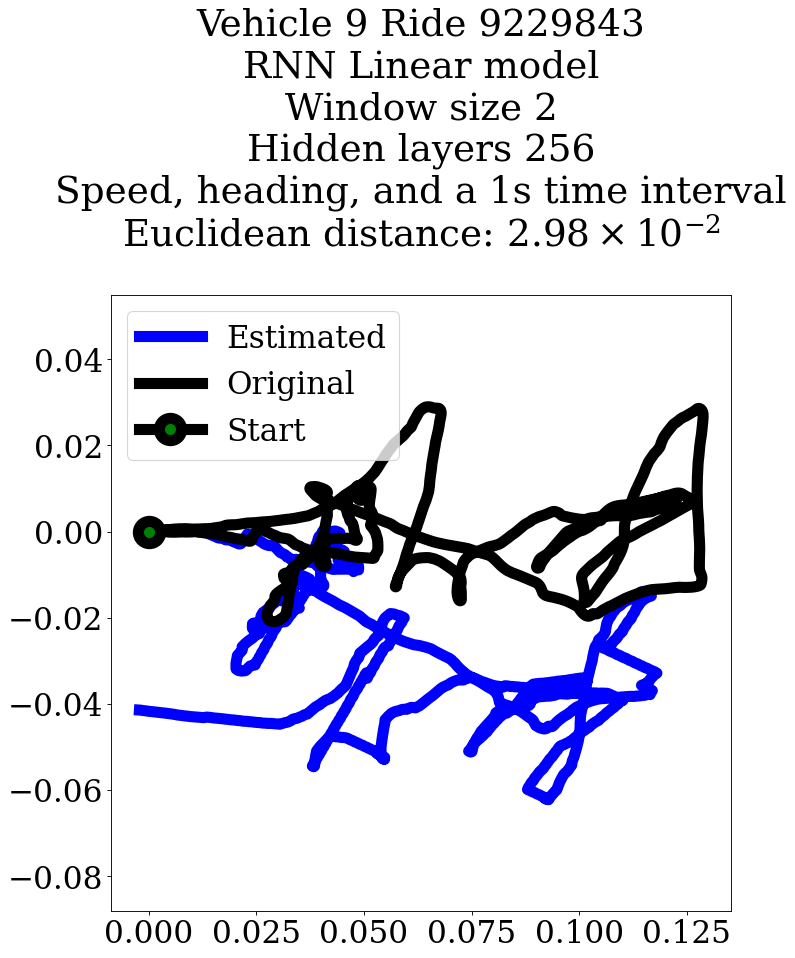 Vehicle 9 Ride 9229843
RNN Linear model
Window size 2
Hidden layers 256
Speed, heading, and a 1s time interval
Euclidean distance: 2.98 × 10⁻²
Estimated
Original
Start
0.04
0.02
0.00
−0.02
−0.04
−0.06
−0.08
0.000 0.025 0.050 0.075 0.100 0.125